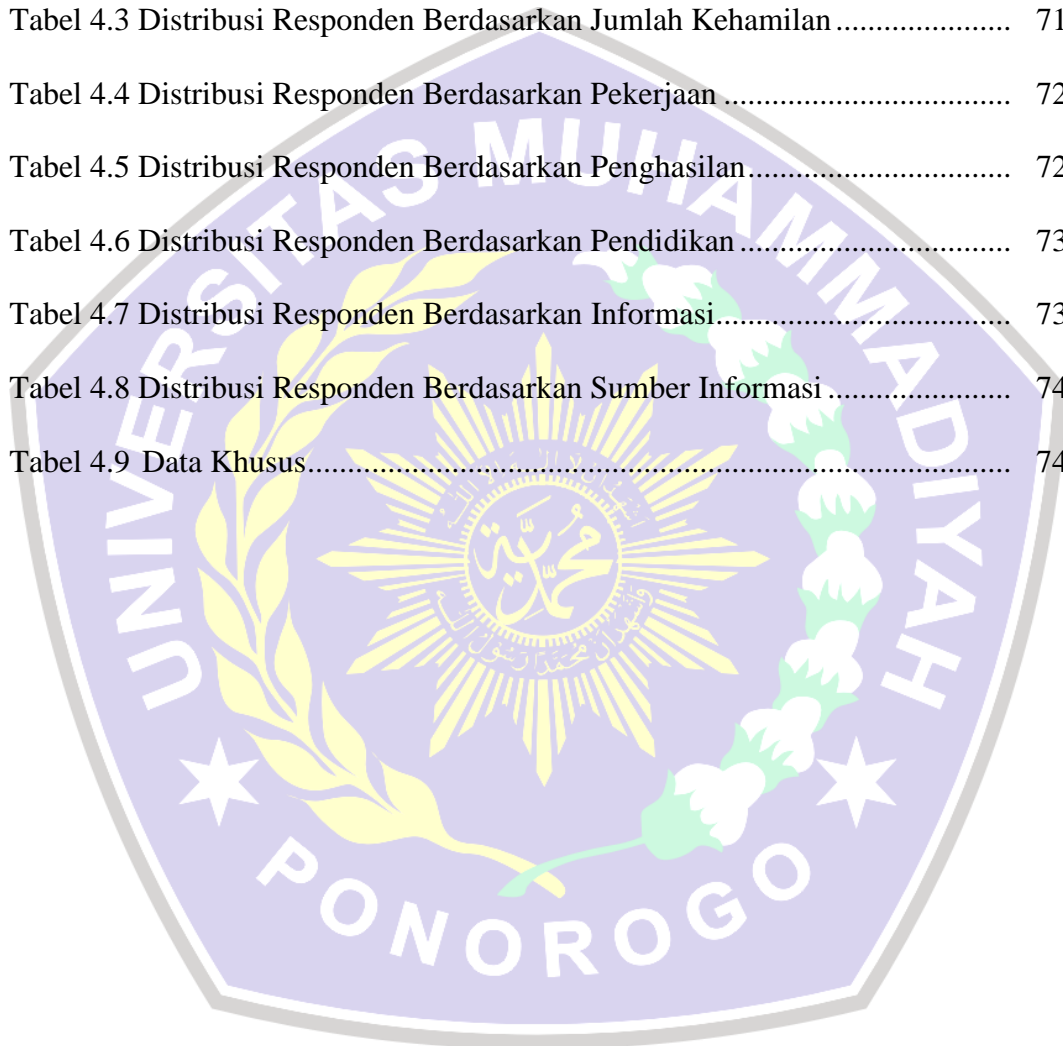 Tabel 4.3 Distribusi Responden Berdasarkan Jumlah Kehamilan ..................... 71
Tabel 4.4 Distribusi Responden Berdasarkan Pekerjaan .................................. 72
Tabel 4.5 Distribusi Responden Berdasarkan Penghasilan ............................... 72
Tabel 4.6 Distribusi Responden Berdasarkan Pendidikan ................................ 73
Tabel 4.7 Distribusi Responden Berdasarkan Informasi................................... 73
Tabel 4.8 Distribusi Responden Berdasarkan Sumber Informasi ...................... 74
Tabel 4.9 Data Khusus.................................................................................... 74
UNIVERSITAS MUHAMMADIYAH
PONOROGO
محمدية